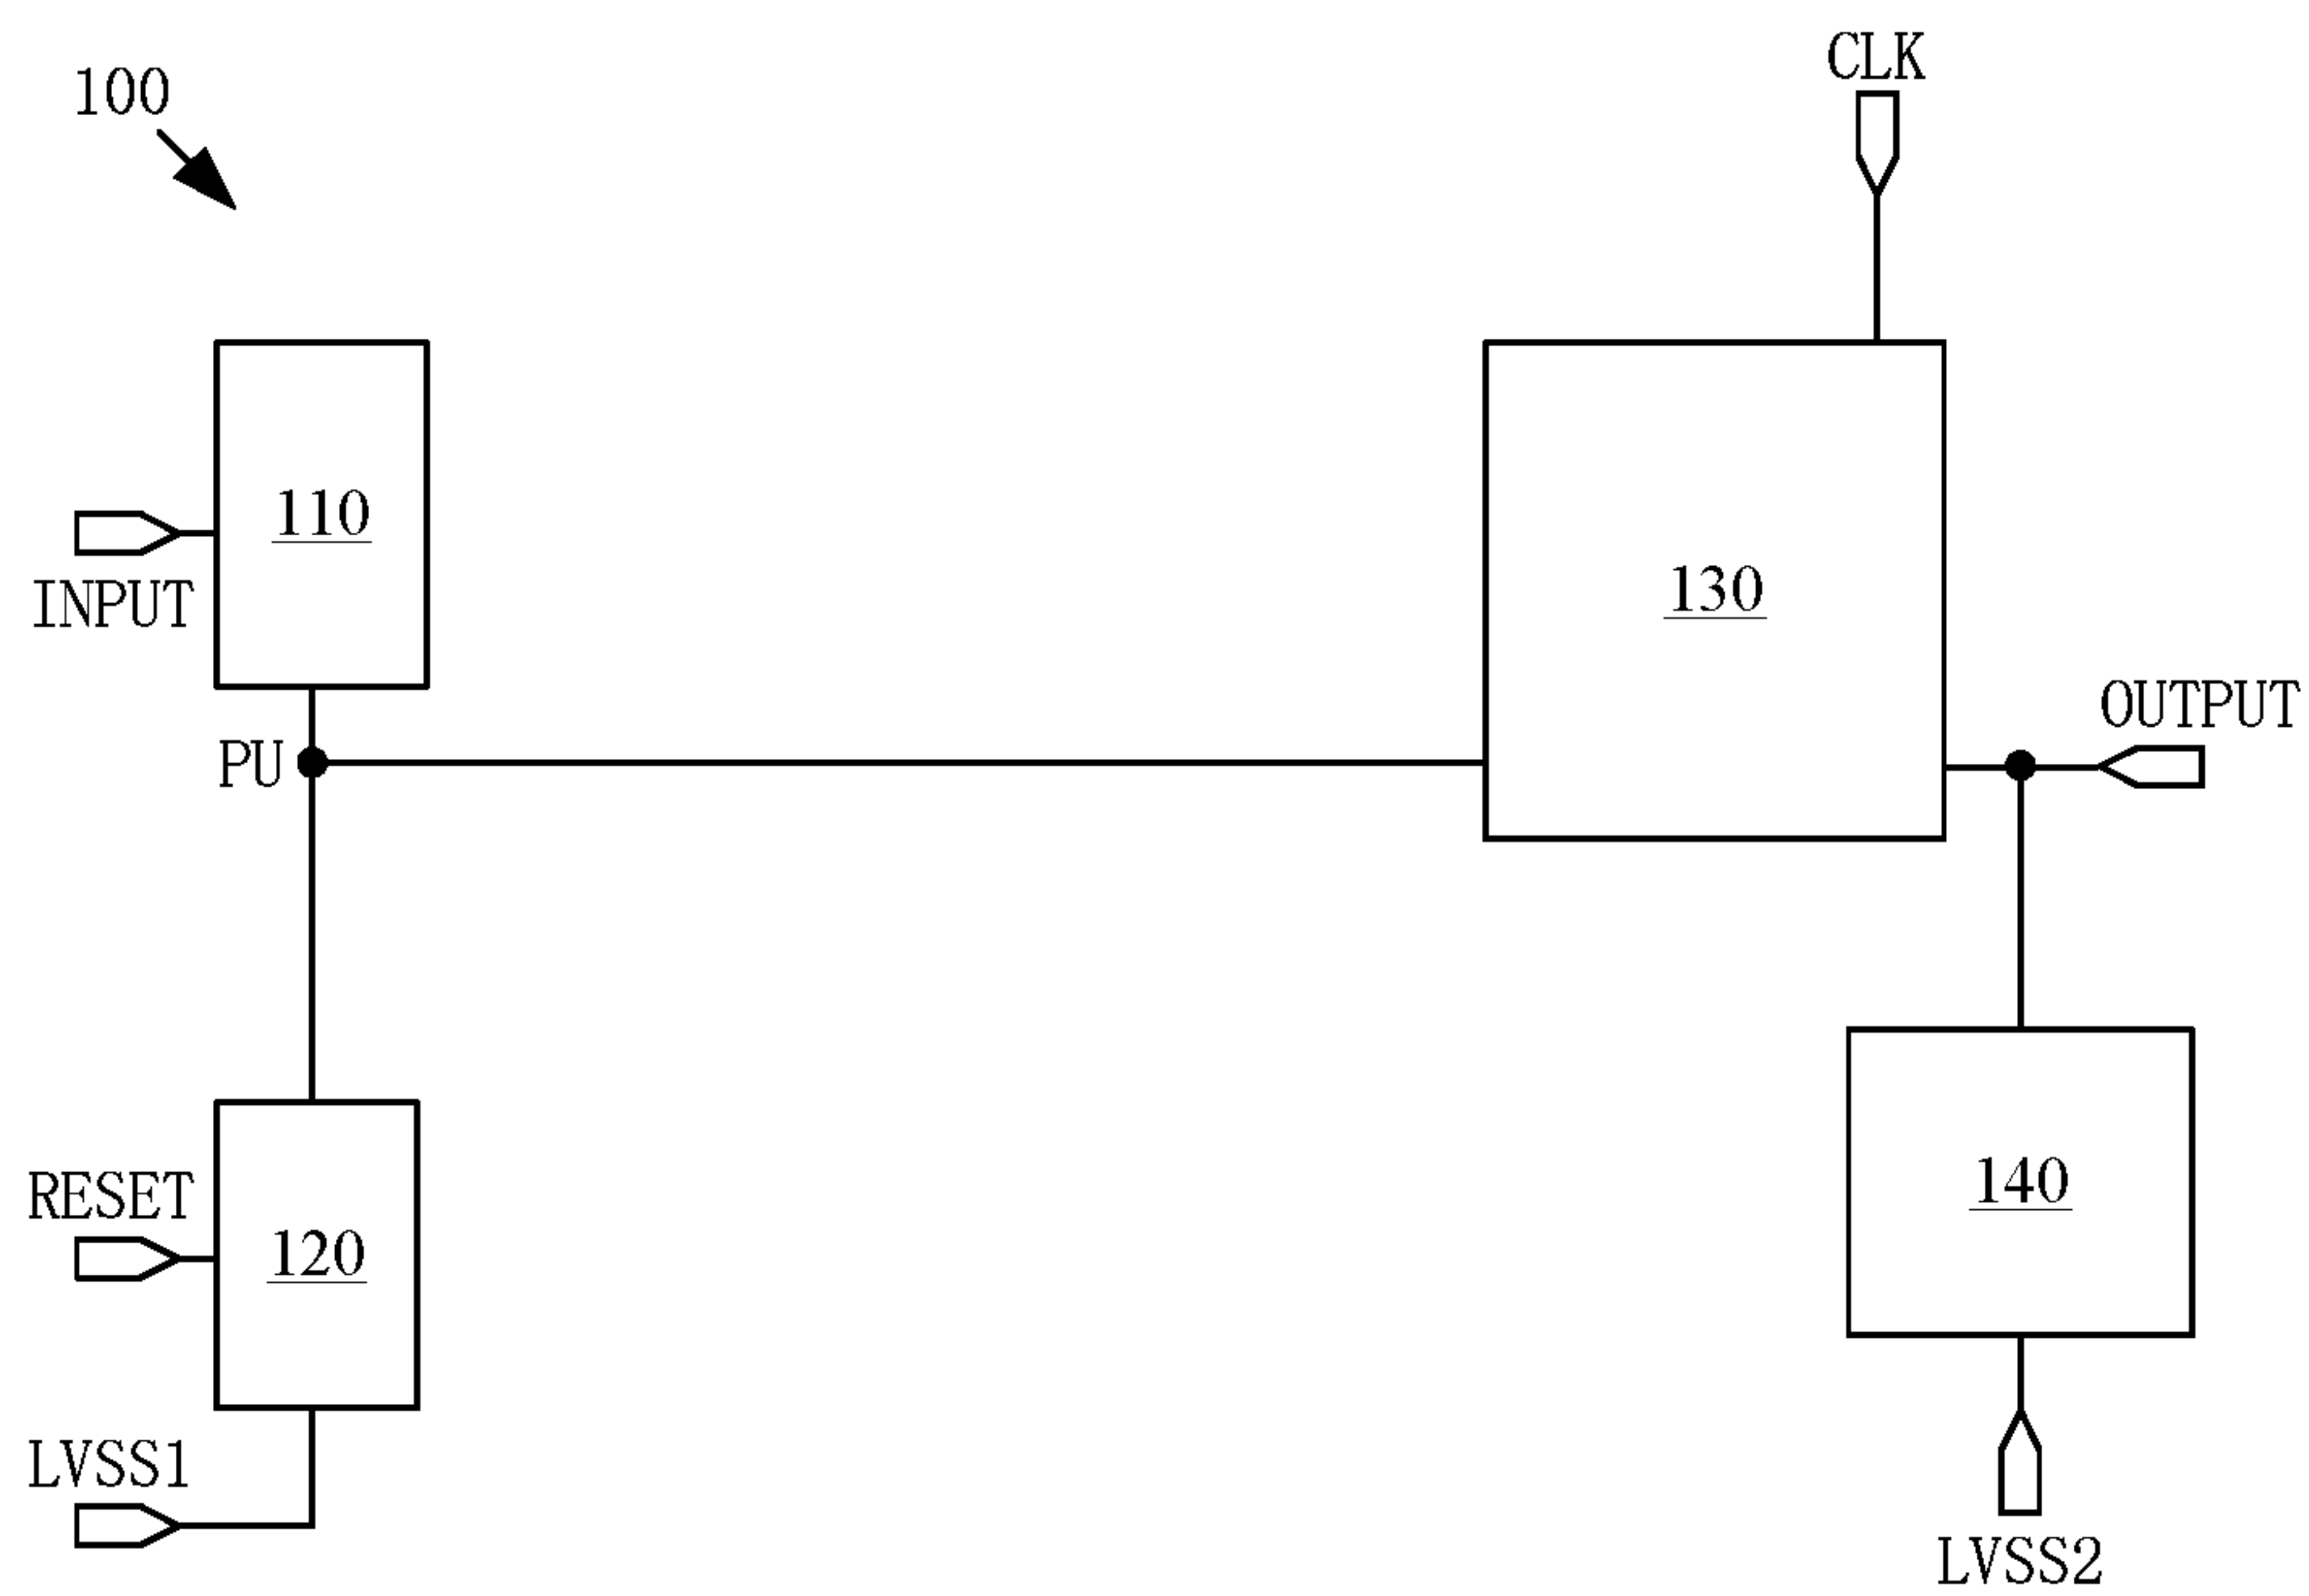 CLK
100
110
INPUT
130
OUTPUT
PU
RESET
120
140
LVSS1
LVSS2